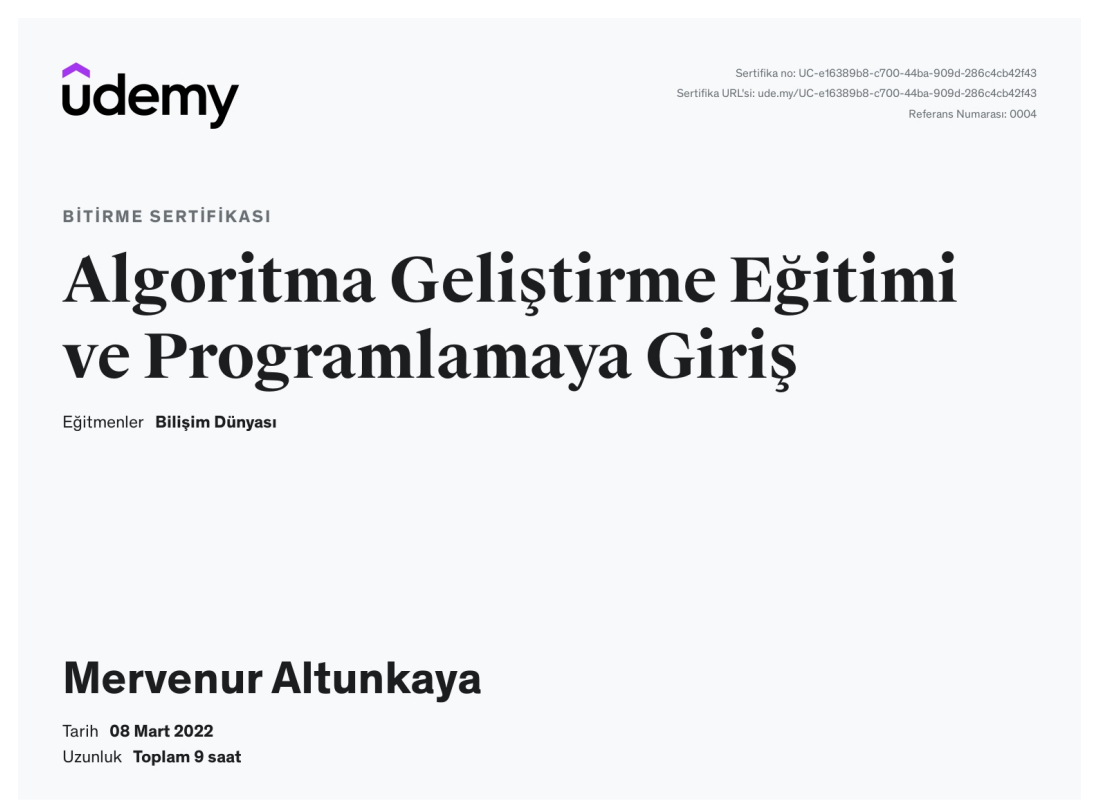 udemy
Sertifika no: UC-e16389b8-c700-44ba-909d-286c4cb42f43
Sertifika URL'si: ude.my/UC-e16389b8-c700-44ba-909d-286c4cb42f43
Referans Numarası: 0004
BİTİRME SERTİFİKASI
Algoritma Geliştirme Eğitimi
ve Programlamaya Giriş
Eğitmenler Bilişim Dünyası
Mervenur Altunkaya
Tarih 08 Mart 2022
Uzunluk Toplam 9 saat